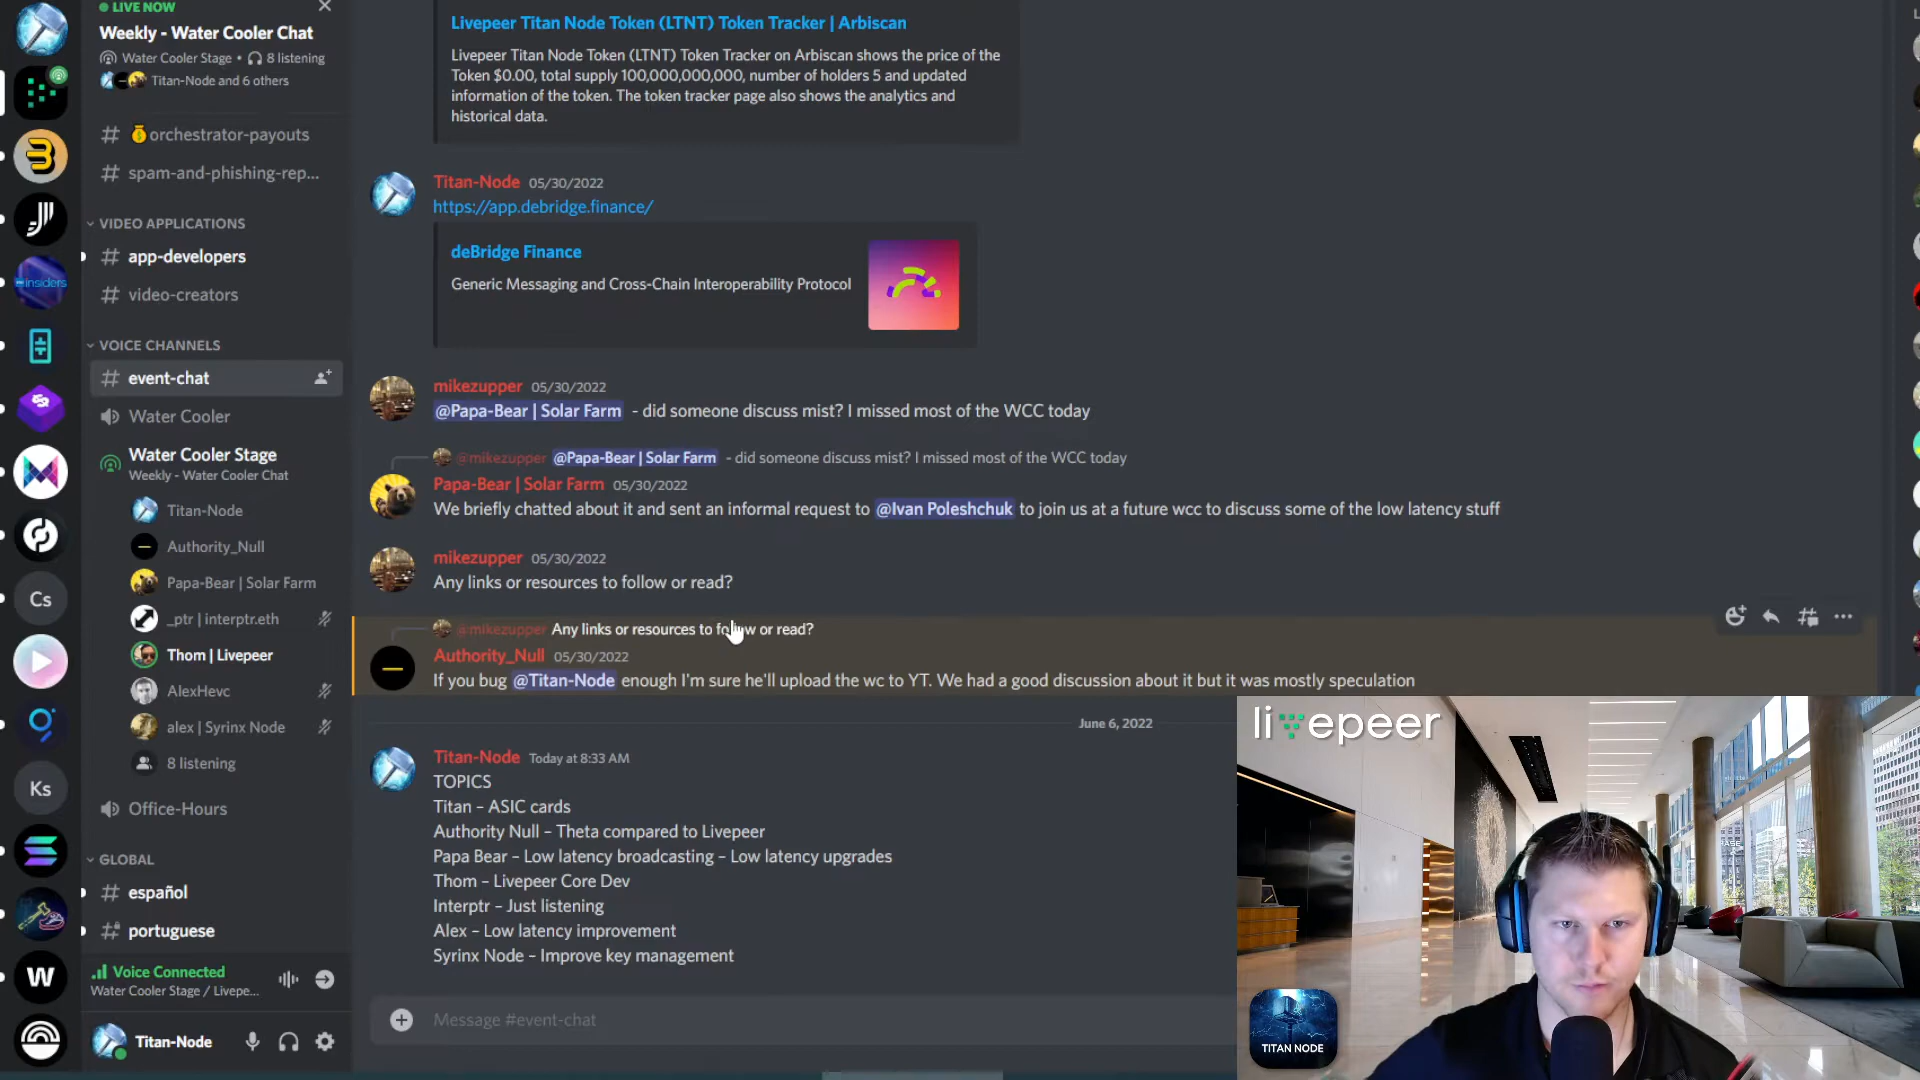 LIVE NOW
Weekly - Water Cooler Chat
Water Cooler Stage • 8 listening
Titan-Node and 6 others
# orchestrator-payouts
# spam-and-phishing-rep...
VIDEO APPLICATIONS
# app-developers
# video-creators
VOICE CHANNELS
# event-chat
Water Cooler
Water Cooler Stage
Weekly - Water Cooler Chat
Titan-Node
Authority_Null
Papa-Bear | Solar Farm
_ptr | interptr.eth
Thom | Livepeer
AlexHevc
alex | Syrinx Node
8 listening
Office-Hours
GLOBAL
# español
# portuguese
Voice Connected
Water Cooler Stage / Livepe...
Titan-Node
Insiders
Cs
Ks
W
Livepeer Titan Node Token (LTNT) Token Tracker | Arbiscan
Livepeer Titan Node Token (LTNT) Token Tracker on Arbiscan shows the price of the
Token $0.00, total supply 100,000,000,000, number of holders 5 and updated
information of the token. The token tracker page also shows the analytics and
historical data.
Titan-Node 05/30/2022
https://app.debridge.finance/
deBridge Finance
Generic Messaging and Cross-Chain Interoperability Protocol
mikezupper 05/30/2022
@Papa-Bear | Solar Farm - did someone discuss mist? I missed most of the WCC today
@mikezupper @Papa-Bear | Solar Farm - did someone discuss mist? I missed most of the WCC today
Papa-Bear | Solar Farm 05/30/2022
We briefly chatted about it and sent an informal request to @Ivan Poleshchuk to join us at a future wcc to discuss some of the low latency stuff
mikezupper 05/30/2022
Any links or resources to follow or read?
@mikezupper Any links or resources to follow or read?
Authority_Null 05/30/2022
If you bug @Titan-Node enough I'm sure he'll upload the wc to YT. We had a good discussion about it but it was mostly speculation
June 6, 2022
Titan-Node Today at 8:33 AM
TOPICS
Titan – ASIC cards
Authority Null – Theta compared to Livepeer
Papa Bear – Low latency broadcasting – Low latency upgrades
Thom – Livepeer Core Dev
Interptr – Just listening
Alex – Low latency improvement
Syrinx Node – Improve key management
Message #event-chat
livepeer
TITAN NODE